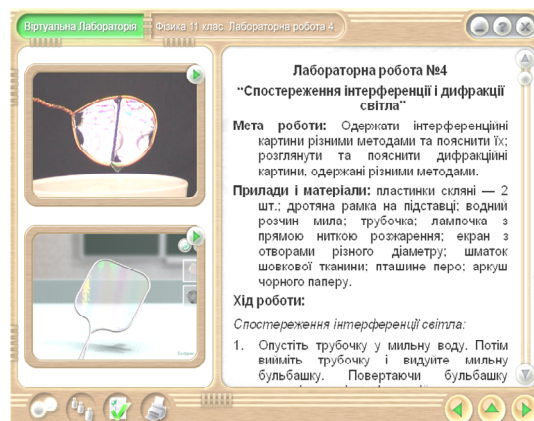 Віртуальна Лабораторія
Фізика 11 клас. Лабораторна робота 4.
Лабораторна робота №4
"Спостереження інтерференції і дифракції
світла"
Мета роботи: Одержати інтерференційні
картини різними методами та пояснити їх;
розглянути та пояснити дифракційні
картини, одержані різними методами.
Прилади і матеріали: пластинки скляні — 2
шт.; дротяна рамка на підставці; водний
розчин мила; трубочка; лампочка з
прямою ниткою розжарення; екран з
отворами різного діаметру; шматок
шовкової тканини; пташине перо; аркуш
чорного паперу.
Хід роботи:
Спостереження інтерференції світла:
1. Опустіть трубочку у мильну воду. Потім
вийміть трубочку і видуйте мильну
бульбашку. Повертаючи бульбашку